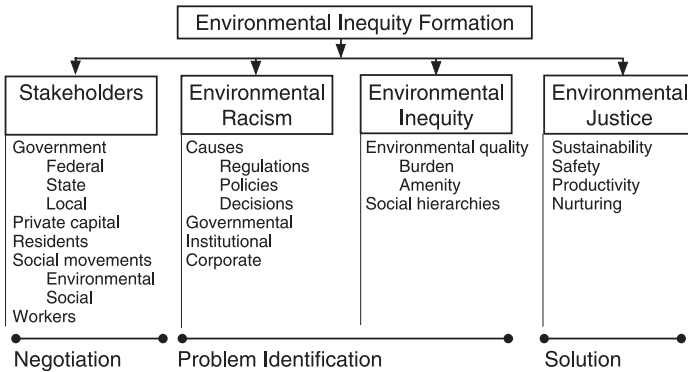 Environmental Inequity Formation
Stakeholders
Government
Federal
State
Local
Private capital
Residents
Social movements
Environmental
Social
Workers
Environmental
Racism
Causes
Regulations
Policies
Decisions
Governmental
Institutional
Corporate
Environmental
Inequity
Environmental quality
Burden
Amenity
Social hierarchies
Environmental
Justice
Sustainability
Safety
Productivity
Nurturing
Negotiation
Problem Identification
Solution